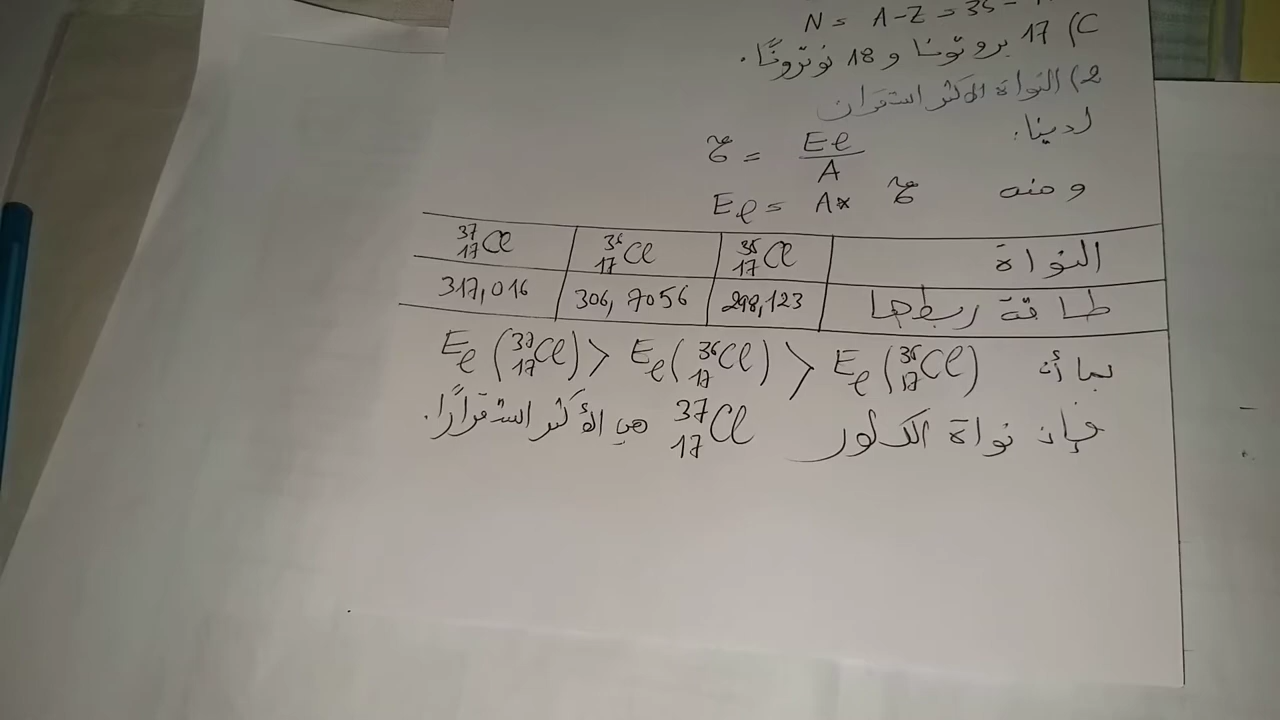 N = A-Z = 35 -
C) 17 بروتونا و 18 نوترونًا.
2) النواة الأكثر استقرار
لدينا:
ξ = Eℓ / A
ومنه Eℓ = A* ξ
النواة | ³⁵₁₇Cl | ³⁶₁₇Cl | ³⁷₁₇Cl
طاقة ربطها | 298,123 | 306,7056 | 317,016
بما أن Eℓ (³⁷₁₇Cl) > Eℓ (³⁶₁₇Cl) > Eℓ (³⁵₁₇Cl)
فإن نواة الكلور ³⁷₁₇Cl هي الأكثر استقرارًا.